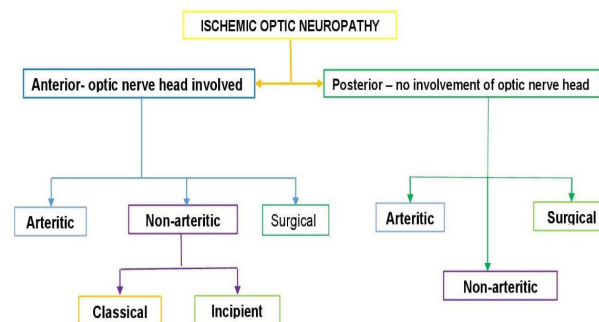 ISCHEMIC OPTIC NEUROPATHY
Anterior- optic nerve head involved
Posterior – no involvement of optic nerve head
Arteritic
Non-arteritic
Surgical
Arteritic
Surgical
Non-arteritic
Classical
Incipient